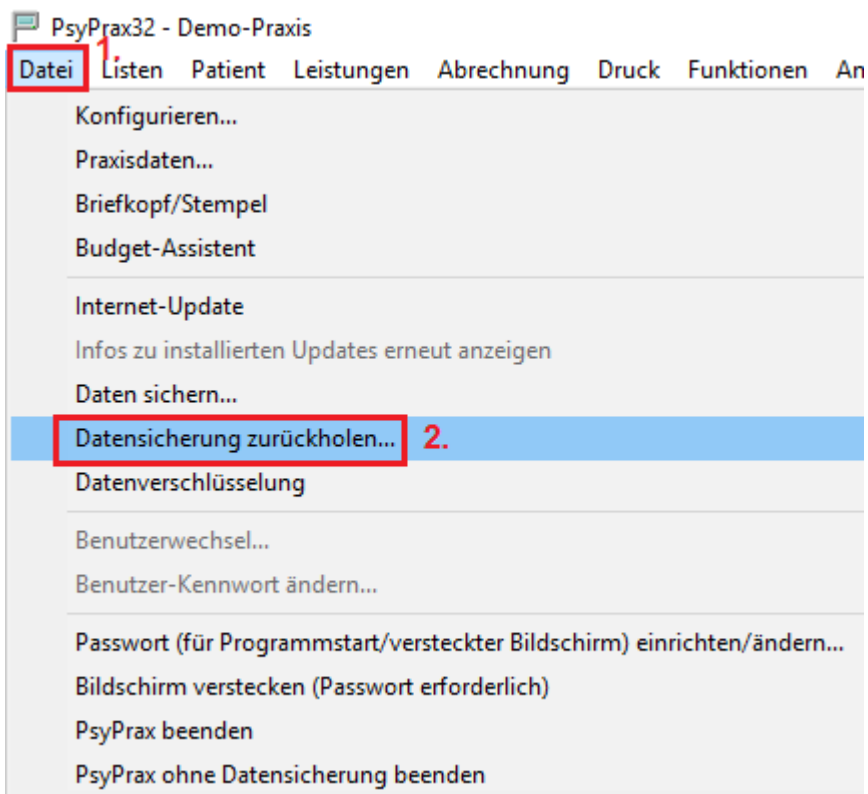 PsyPrax32 - Demo-Praxis
1.
Datei Listen Patient Leistungen Abrechnung Druck Funktionen An
Konfigurieren...
Praxisdaten...
Briefkopf/Stempel
Budget-Assistent
Internet-Update
Infos zu installierten Updates erneut anzeigen
Daten sichern...
Datensicherung zurückholen... 2.
Datenverschlüsselung
Benutzerwechsel...
Benutzer-Kennwort ändern...
Passwort (für Programmstart/versteckter Bildschirm) einrichten/ändern...
Bildschirm verstecken (Passwort erforderlich)
PsyPrax beenden
PsyPrax ohne Datensicherung beenden